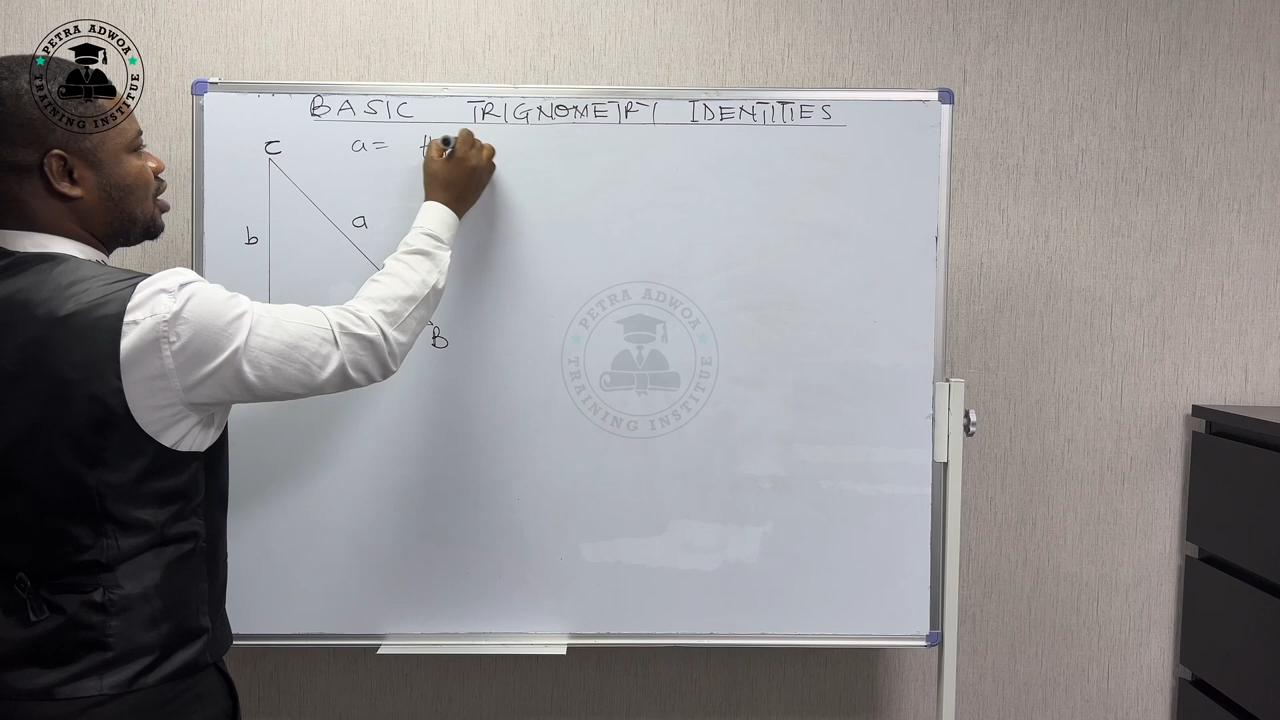 PETRA ADWOA
TRAINING INSTITUTE
BASIC TRIGNOMETRY IDENTITIES
C
a =
b
a
B
PETRA ADWOA
TRAINING INSTITUTE